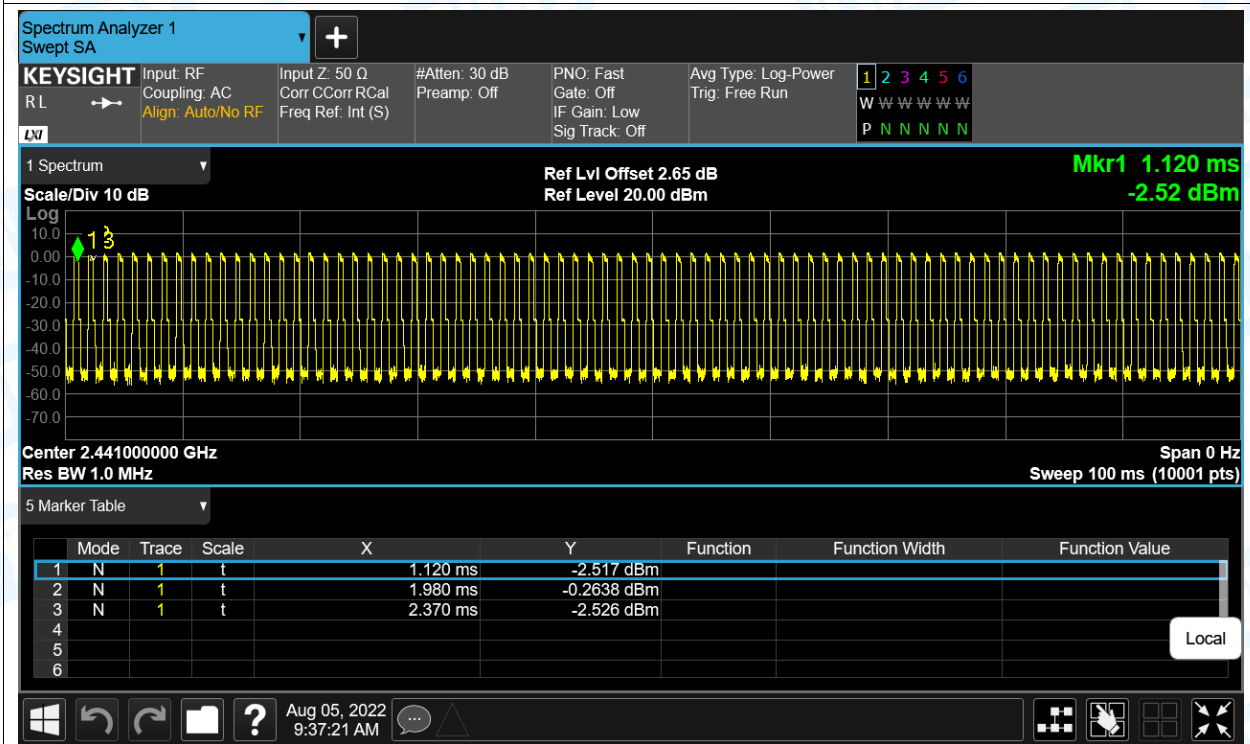 Spectrum Analyzer 1
Swept SA
KEYSIGHT
R L
LXI
Input: RF
Coupling: AC
Align: Auto/No RF
Input Z: 50 Ω
Corr CCorr RCal
Freq Ref: Int (S)
#Atten: 30 dB
Preamp: Off
PNO: Fast
Gate: Off
IF Gain: Low
Sig Track: Off
Avg Type: Log-Power
Trig: Free Run
1 2 3 4 5 6
W W W W W W
P N N N N N
1 Spectrum
Scale/Div 10 dB
Ref Lvl Offset 2.65 dB
Ref Level 20.00 dBm
Mkr1 1.120 ms
-2.52 dBm
Log
10.0
0.00
-10.0
-20.0
-30.0
-40.0
-50.0
-60.0
-70.0
1 3
Center 2.441000000 GHz
Res BW 1.0 MHz
Span 0 Hz
Sweep 100 ms (10001 pts)
5 Marker Table
Mode Trace Scale X Y Function Function Width Function Value
1 N 1 t 1.120 ms -2.517 dBm
2 N 1 t 1.980 ms -0.2638 dBm
3 N 1 t 2.370 ms -2.526 dBm
4
5
6
Local
?
Aug 05, 2022
9:37:21 AM